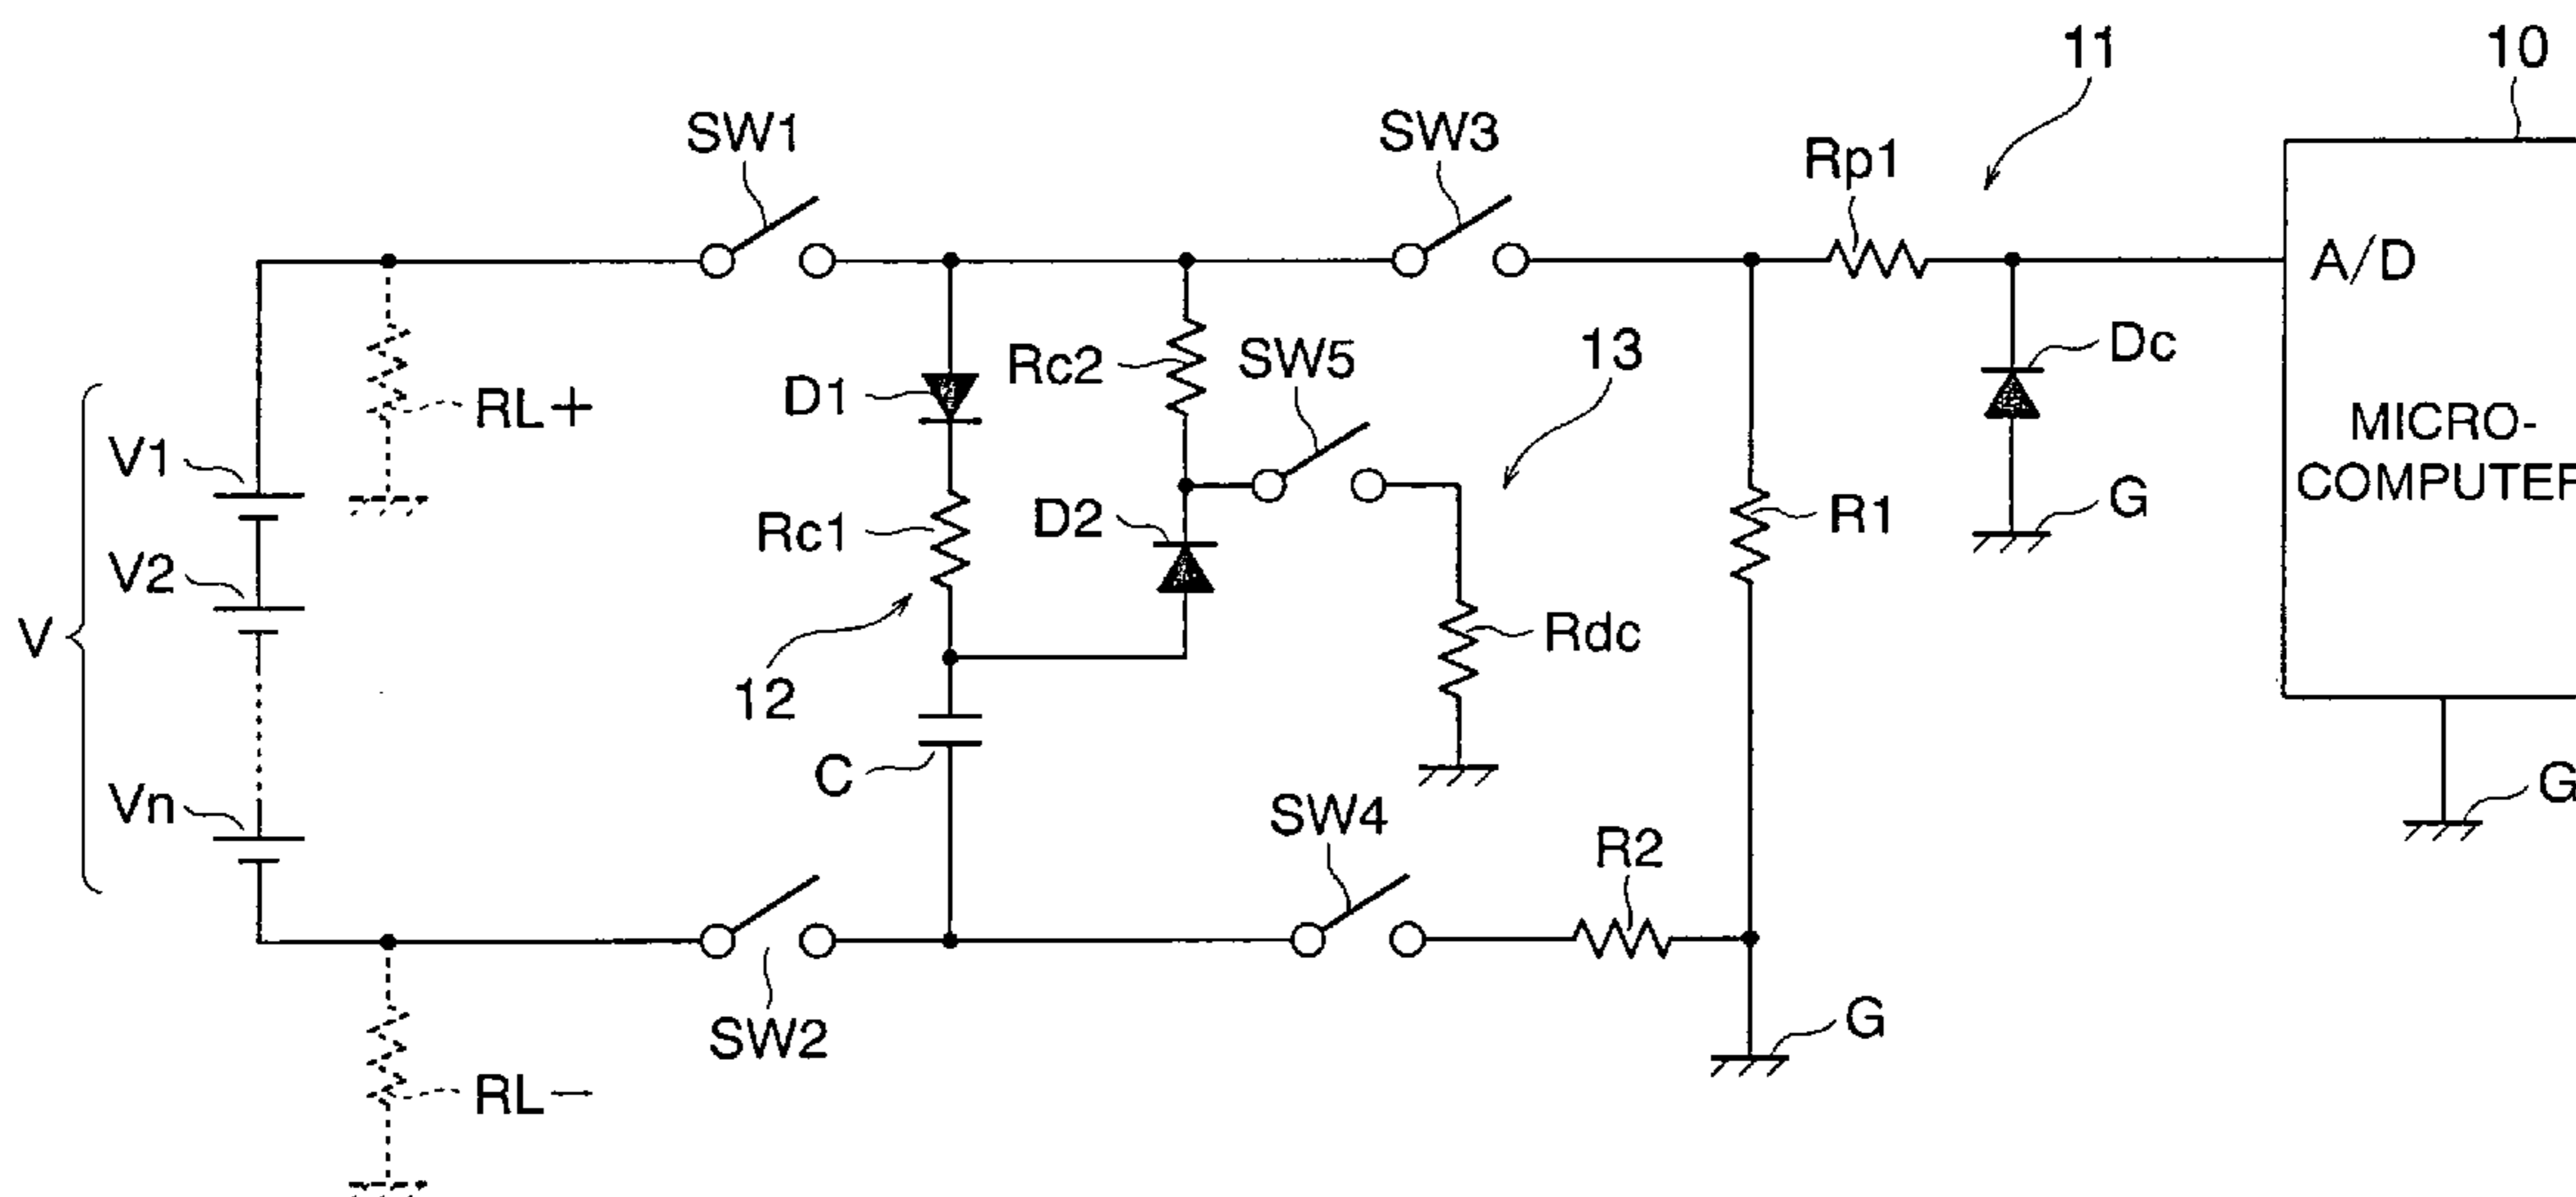 11
10
SW1
SW3
Rp1
A/D
Dc
Rc2
SW5
13
D1
RL+
MICRO-
COMPUTER
V1
G
R1
Rc1
D2
V2
V
Rdc
12
C
G
Vn
SW4
R2
SW2
G
RL-